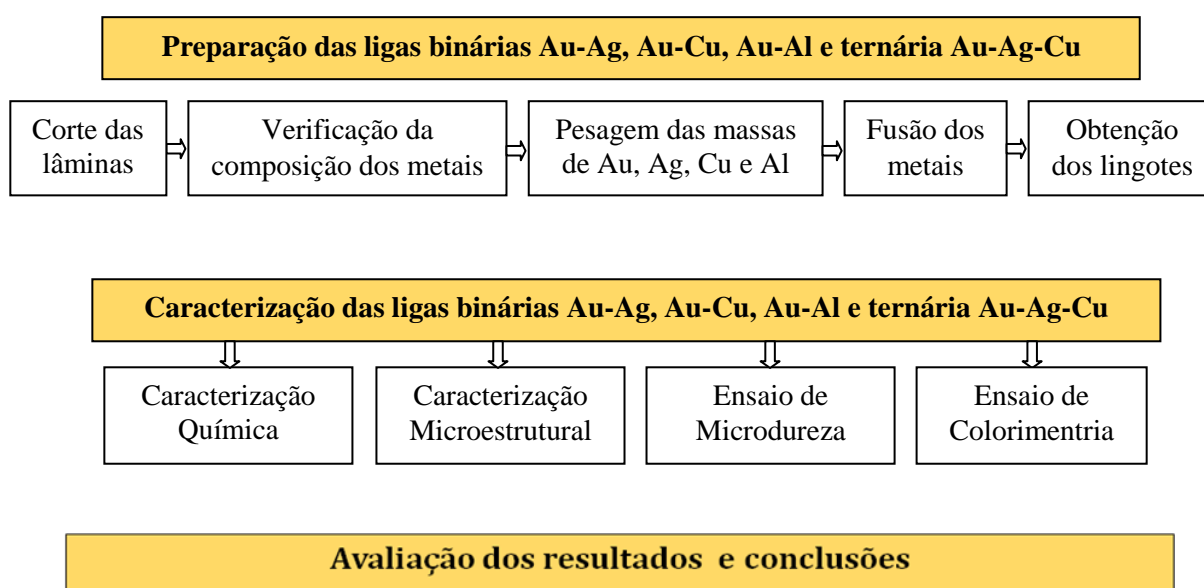 Preparação das ligas binárias Au-Ag, Au-Cu, Au-Al e ternária Au-Ag-Cu
Corte das
lâminas
Verificação da
composição dos metais
Pesagem das massas
de Au, Ag, Cu e Al
Fusão dos
metais
Obtenção
dos lingotes
Caracterização das ligas binárias Au-Ag, Au-Cu, Au-Al e ternária Au-Ag-Cu
Caracterização
Química
Caracterização
Microestrutural
Ensaio de
Microdureza
Ensaio de
Colorimentria
Avaliação dos resultados e conclusões